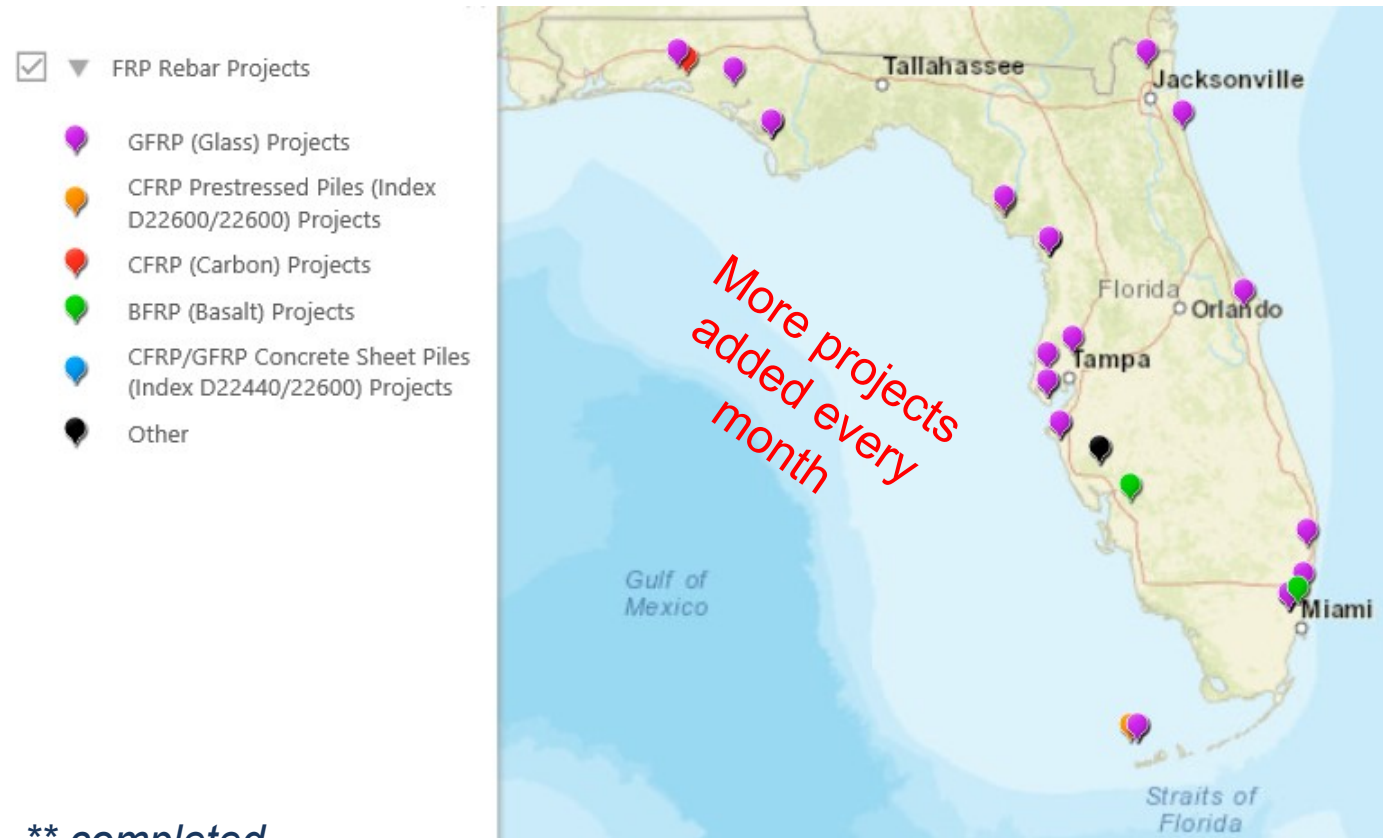 FRP Rebar Projects
GFRP (Glass) Projects
CFRP Prestressed Piles (Index
D22600/22600) Projects
CFRP (Carbon) Projects
BFRP (Basalt) Projects
CFRP/GFRP Concrete Sheet Piles
(Index D22440/22600) Projects
Other
** completed
Tallahassee
Jacksonville
Florida
Orlando
Tampa
More projects
added every
month
Gulf of
Mexico
Miami
Straits of
Florida